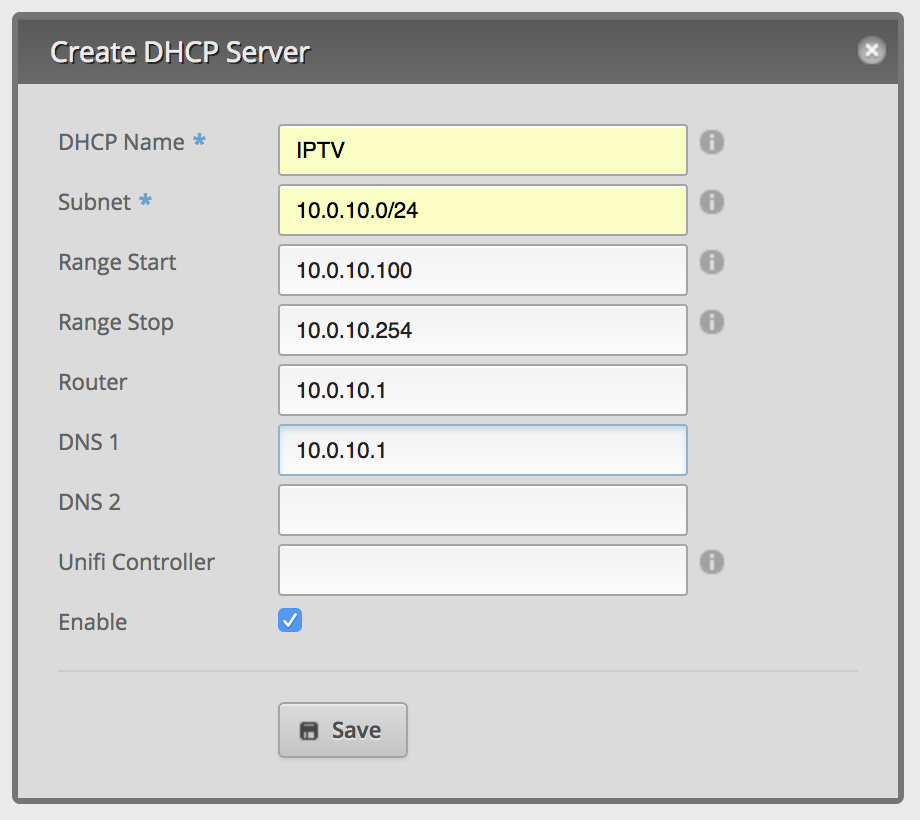 Create DHCP Server
DHCP Name * IPTV
Subnet * 10.0.10.0/24
Range Start 10.0.10.100
Range Stop 10.0.10.254
Router 10.0.10.1
DNS 1 10.0.10.1
DNS 2
Unifi Controller
Enable
Save